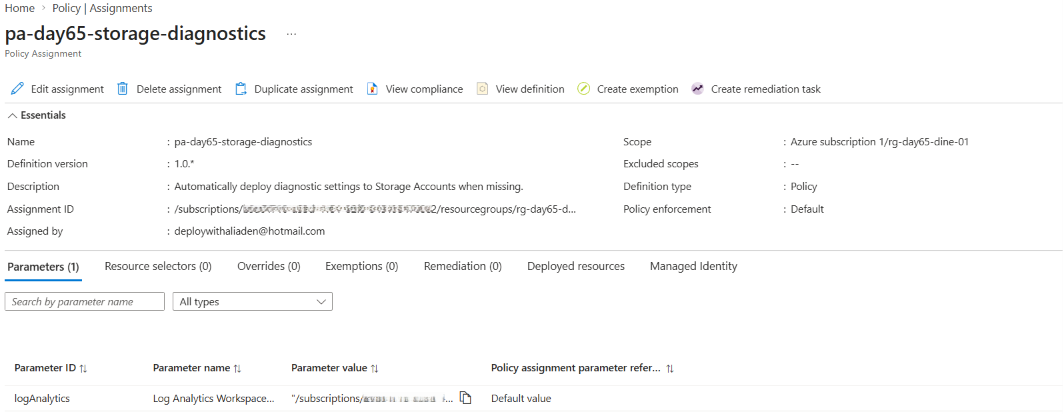 Home > Policy | Assignments >
pa-day65-storage-diagnostics ...
Policy Assignment
Edit assignment Delete assignment Duplicate assignment View compliance View definition Create exemption Create remediation task
Essentials
Name : pa-day65-storage-diagnostics Scope : Azure subscription 1/rg-day65-dine-01
Definition version : 1.0.* Excluded scopes : --
Description : Automatically deploy diagnostic settings to Storage Accounts when missing. Definition type : Policy
Assignment ID : /subscriptions/ /resourcegroups/rg-day65-d... Policy enforcement : Default
Assigned by : deploywithaliaden@hotmail.com
Parameters (1) Resource selectors (0) Overrides (0) Exemptions (0) Remediation (0) Deployed resources Managed Identity
Search by parameter name All types
Parameter ID Parameter name Parameter value Policy assignment parameter refer...
logAnalytics Log Analytics Workspace... "/subscriptions/ ... Default value